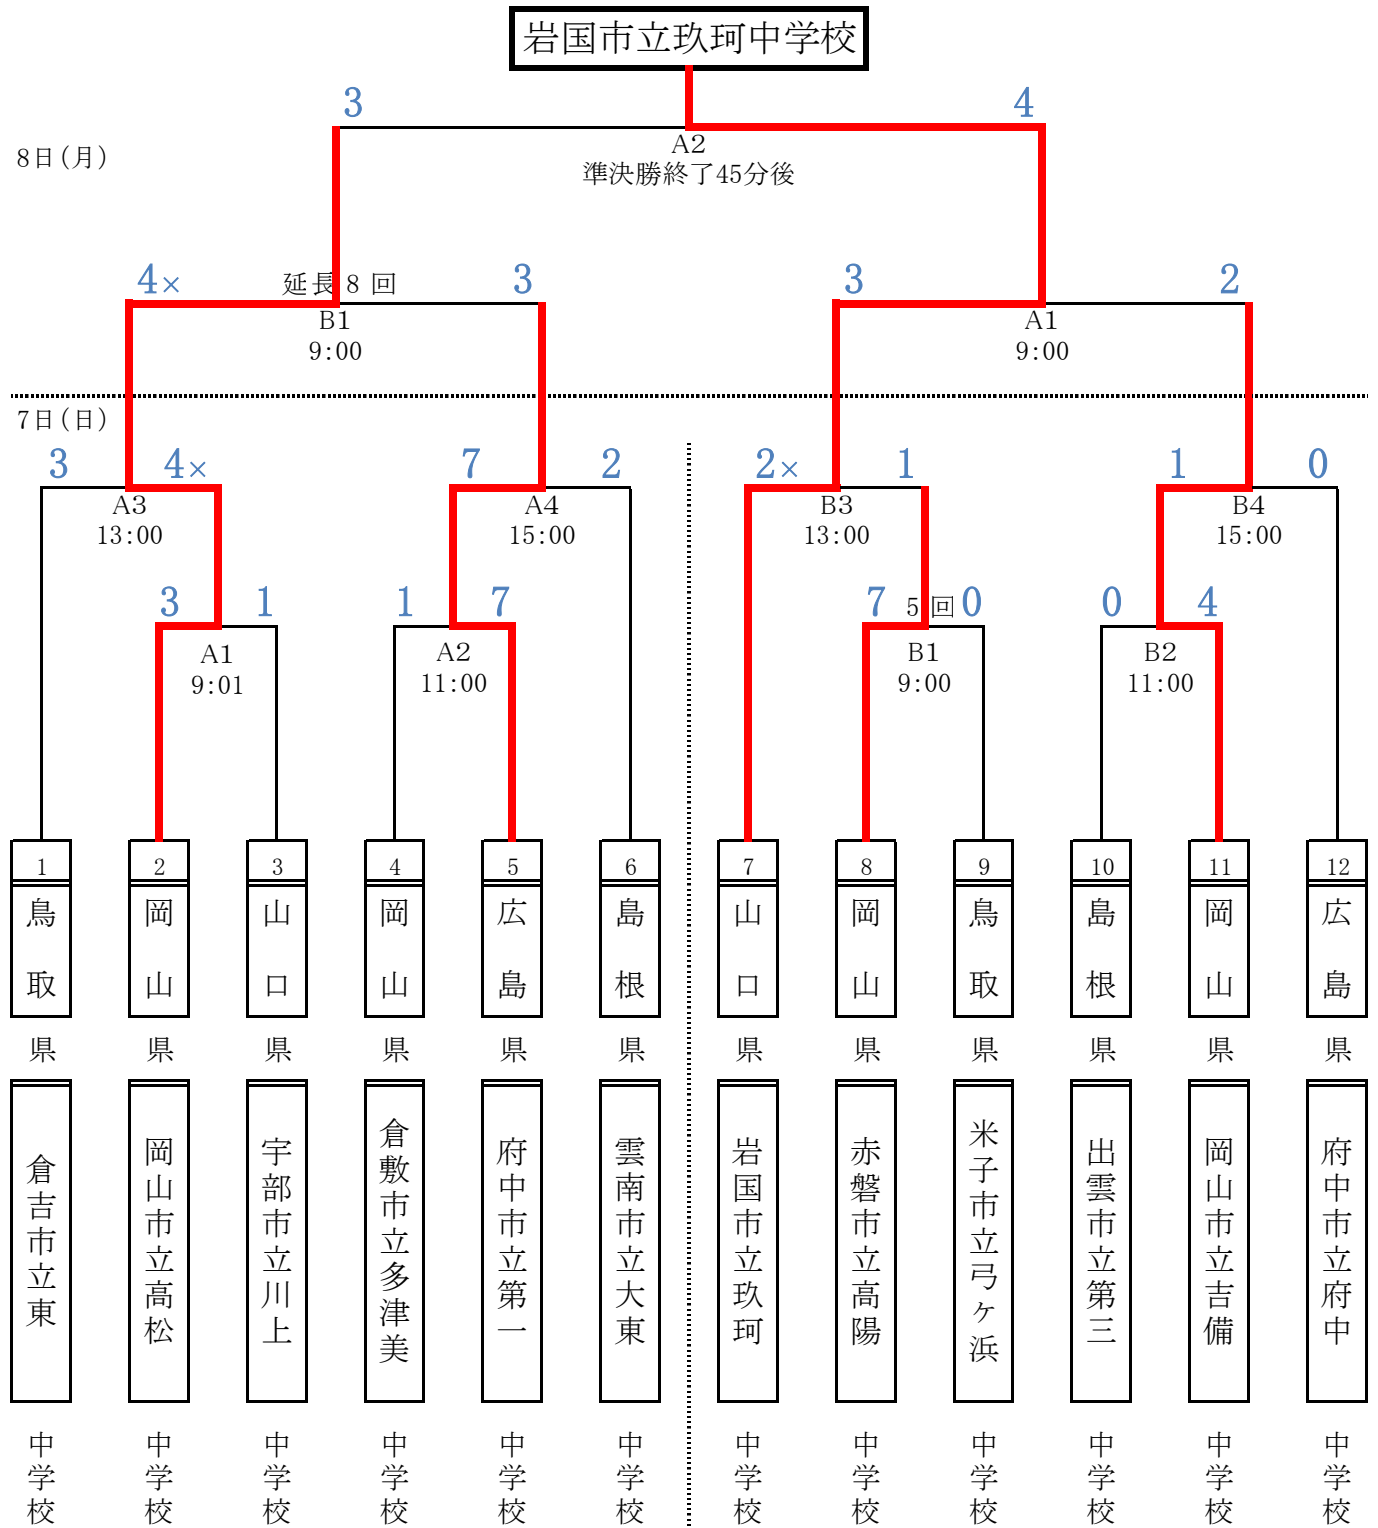 岩国市立玖珂中学校
3 4
A2
8日(月)
準決勝終了45分後
4× 延長8回 3 3 2
B1 A1
9:00 9:00
7日(日)
3 4× 7 2 2× 1 1 0
A3 A4 B3 B4
13:00 15:00 13:00 15:00
3 1 1 7 7 5回 0 0 4
A1 A2 B1 B2
9:01 11:00 9:00 11:00
1 2 3 4 5 6 7 8 9 10 11 12
鳥取県
倉吉市立東
中学校
岡山県
岡山市立高松
中学校
山口県
宇部市立川上
中学校
岡山県
倉敷市立多津美
中学校
広島県
府中市立第一
中学校
島根県
雲南市立大東
中学校
山口県
岩国市立玖珂
中学校
岡山県
赤磐市立高陽
中学校
鳥取県
米子市立弓ヶ浜
中学校
島根県
出雲市立第三
中学校
岡山県
岡山市立吉備
中学校
広島県
府中市立府中
中学校